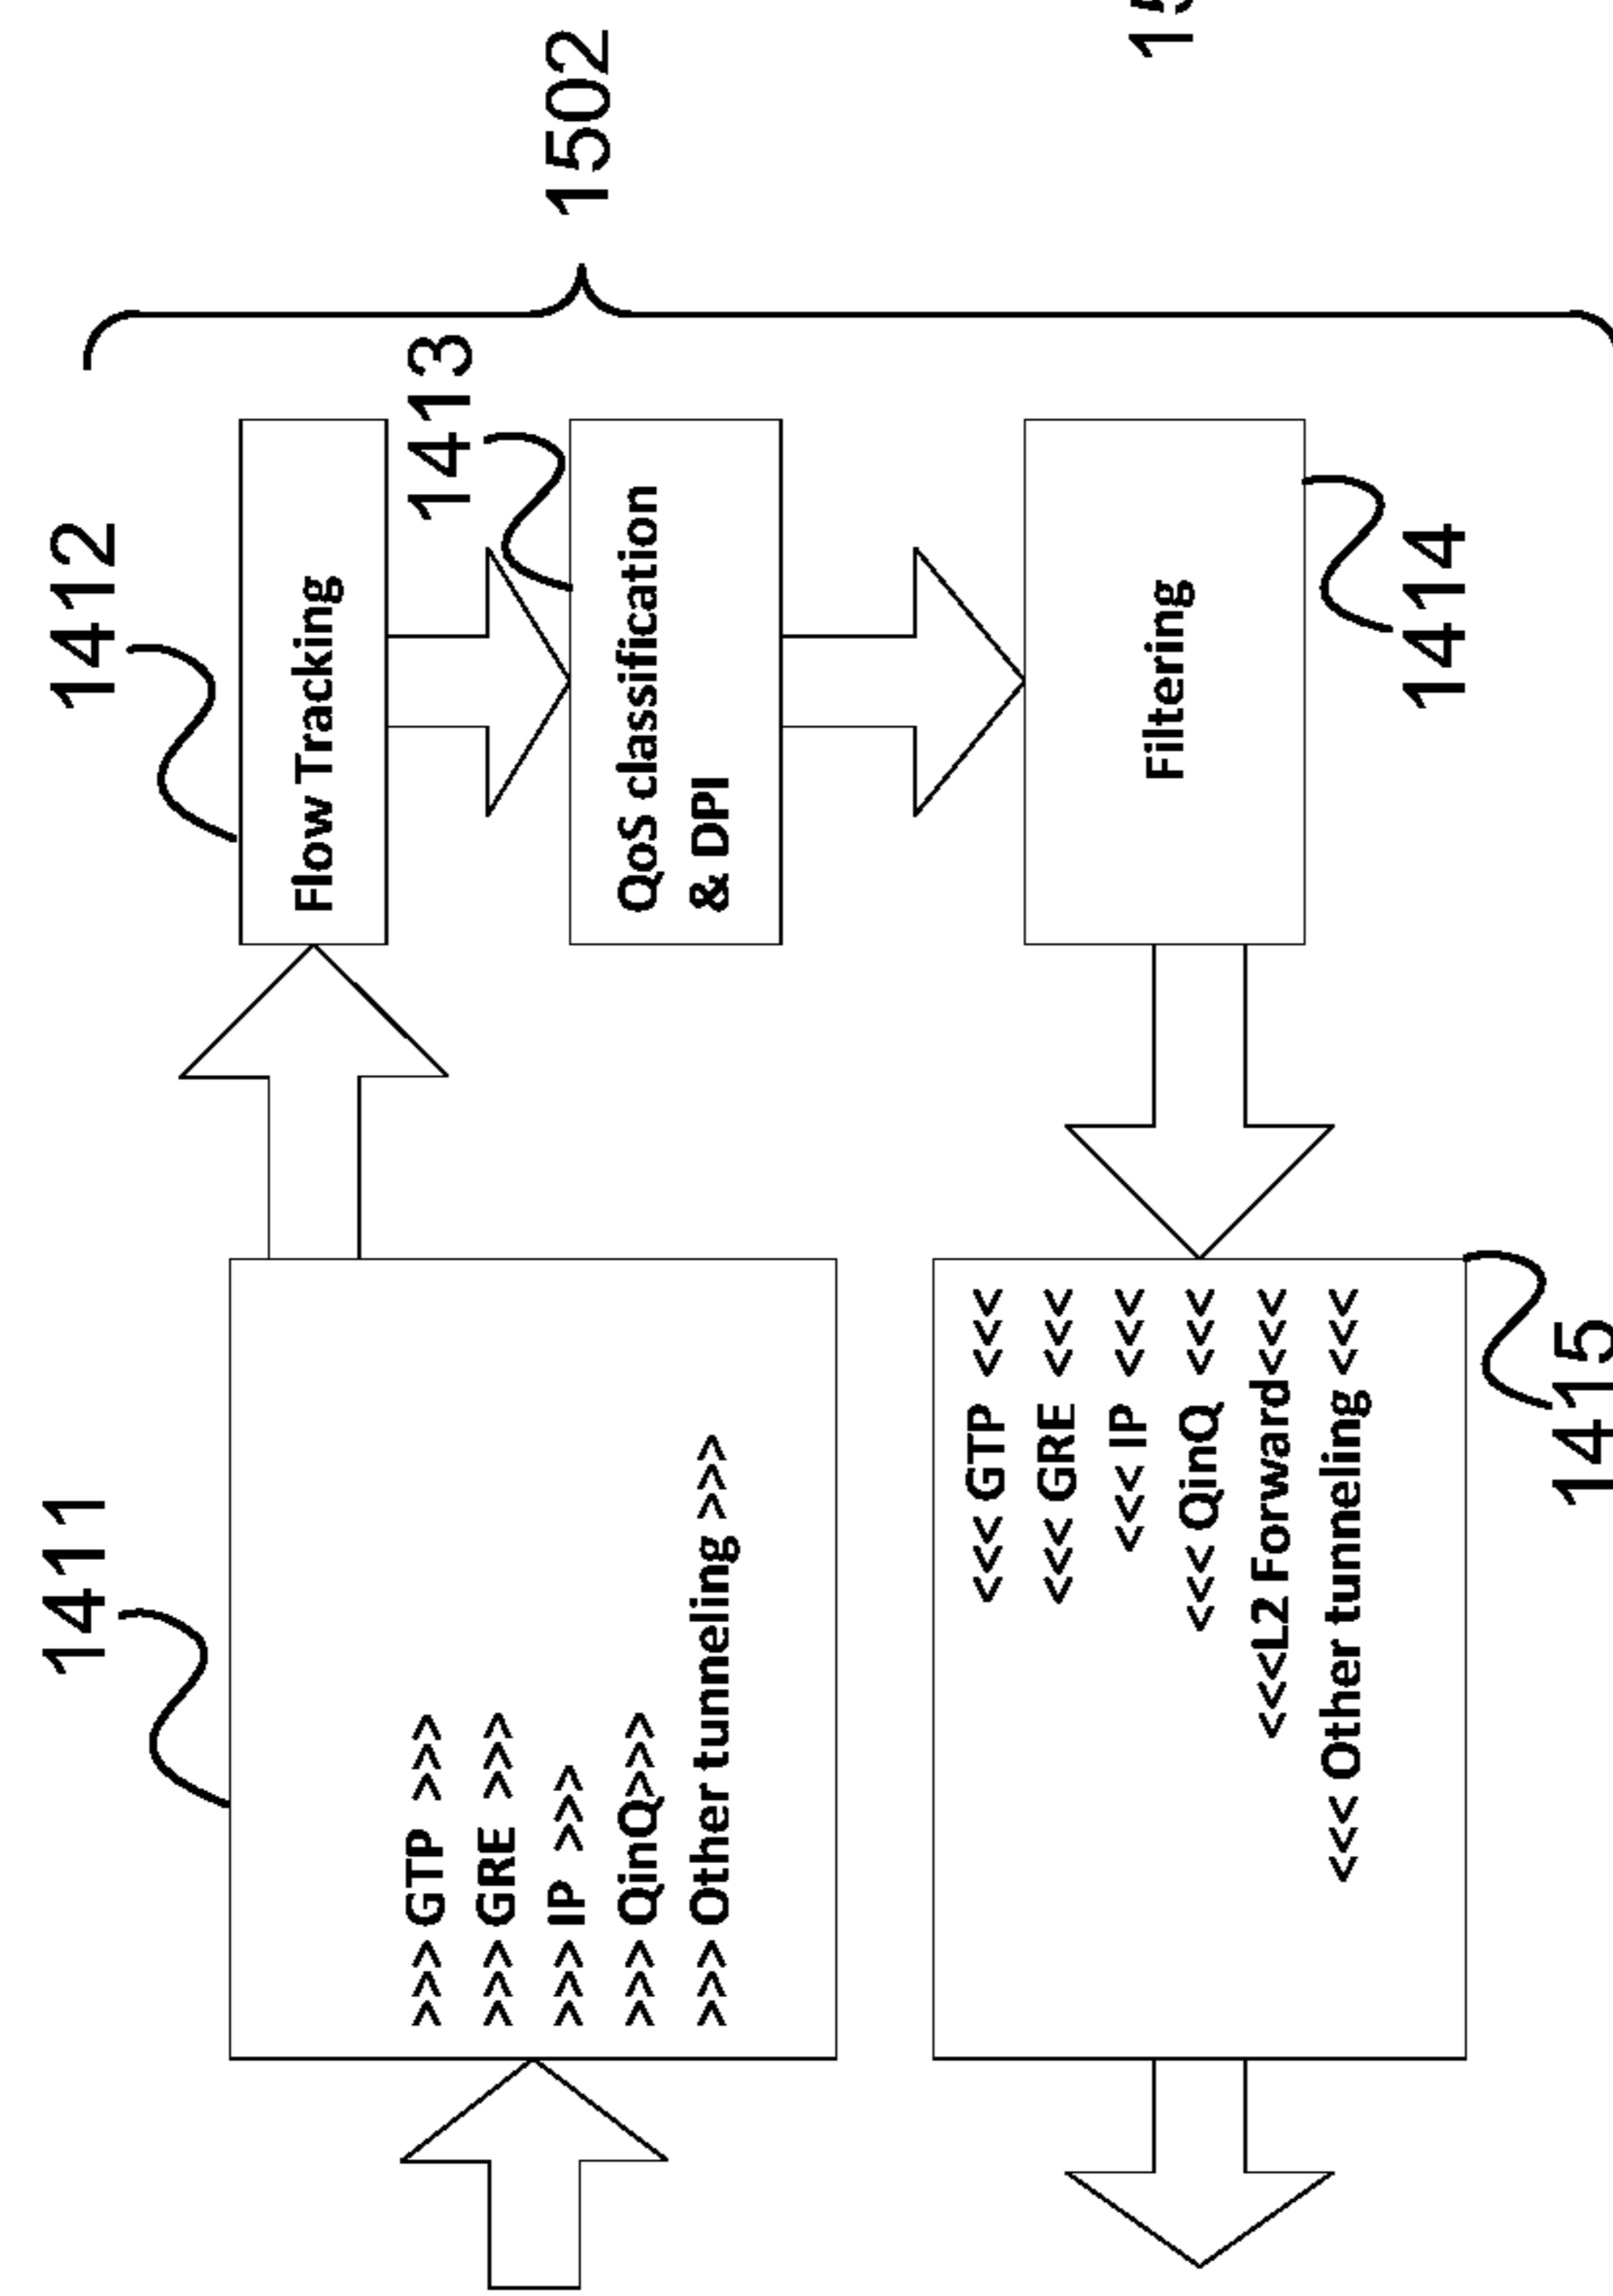 1411
>>> GTP >>>
>>> GRE >>>
>>> IP >>>
>>> QinQ>>>
>>> Other tunneling >>>
1412
Flow Tracking
1413
QoS classification
& DPI
1502
Filtering
1414
<<< GTP <<<
<<< GRE <<<
<<< IP <<<
<<< QinQ <<<
<<<L2 Forward<<<
<<< Other tunneling <<<
1415